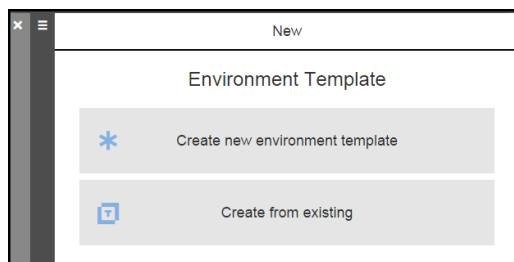 New
Environment Template
Create new environment template
Create from existing